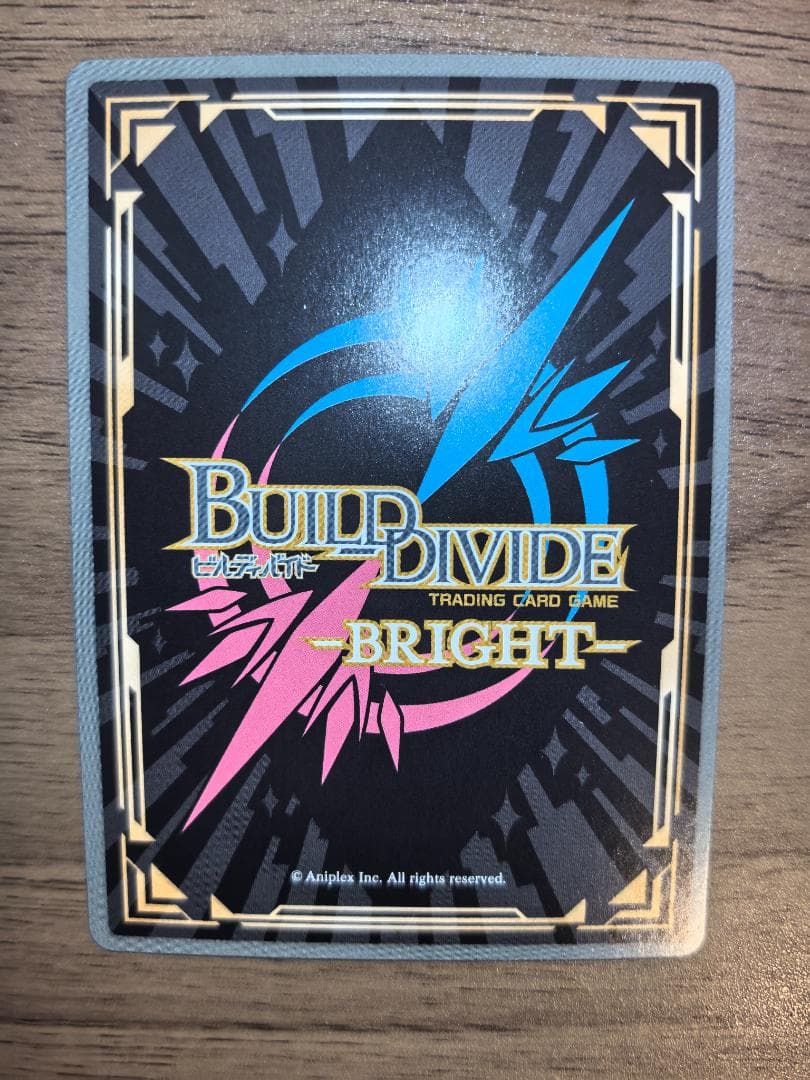 BUILD DIVIDE
ビルディバイド
TRADING CARD GAME
-BRIGHT-
© Aniplex Inc. All rights reserved.